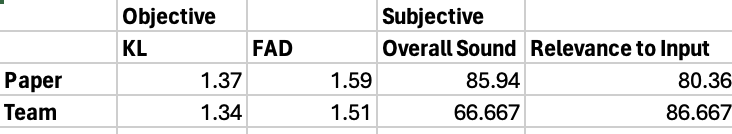 Objective Subjective
KL FAD Overall Sound Relevance to Input
Paper 1.37 1.59 85.94 80.36
Team 1.34 1.51 66.667 86.667